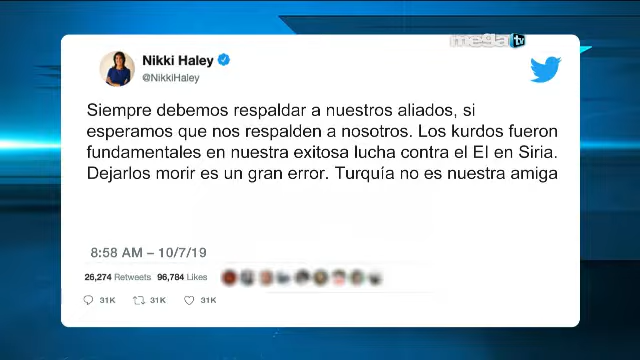 mega tv
Nikki Haley
@NikkiHaley
Siempre debemos respaldar a nuestros aliados, si
esperamos que nos respalden a nosotros. Los kurdos fueron
fundamentales en nuestra exitosa lucha contra el EI en Siria.
Dejarlos morir es un gran error. Turquía no es nuestra amiga
8:58 AM – 10/7/19
26,274 Retweets 96,784 Likes
31K 31K 31K